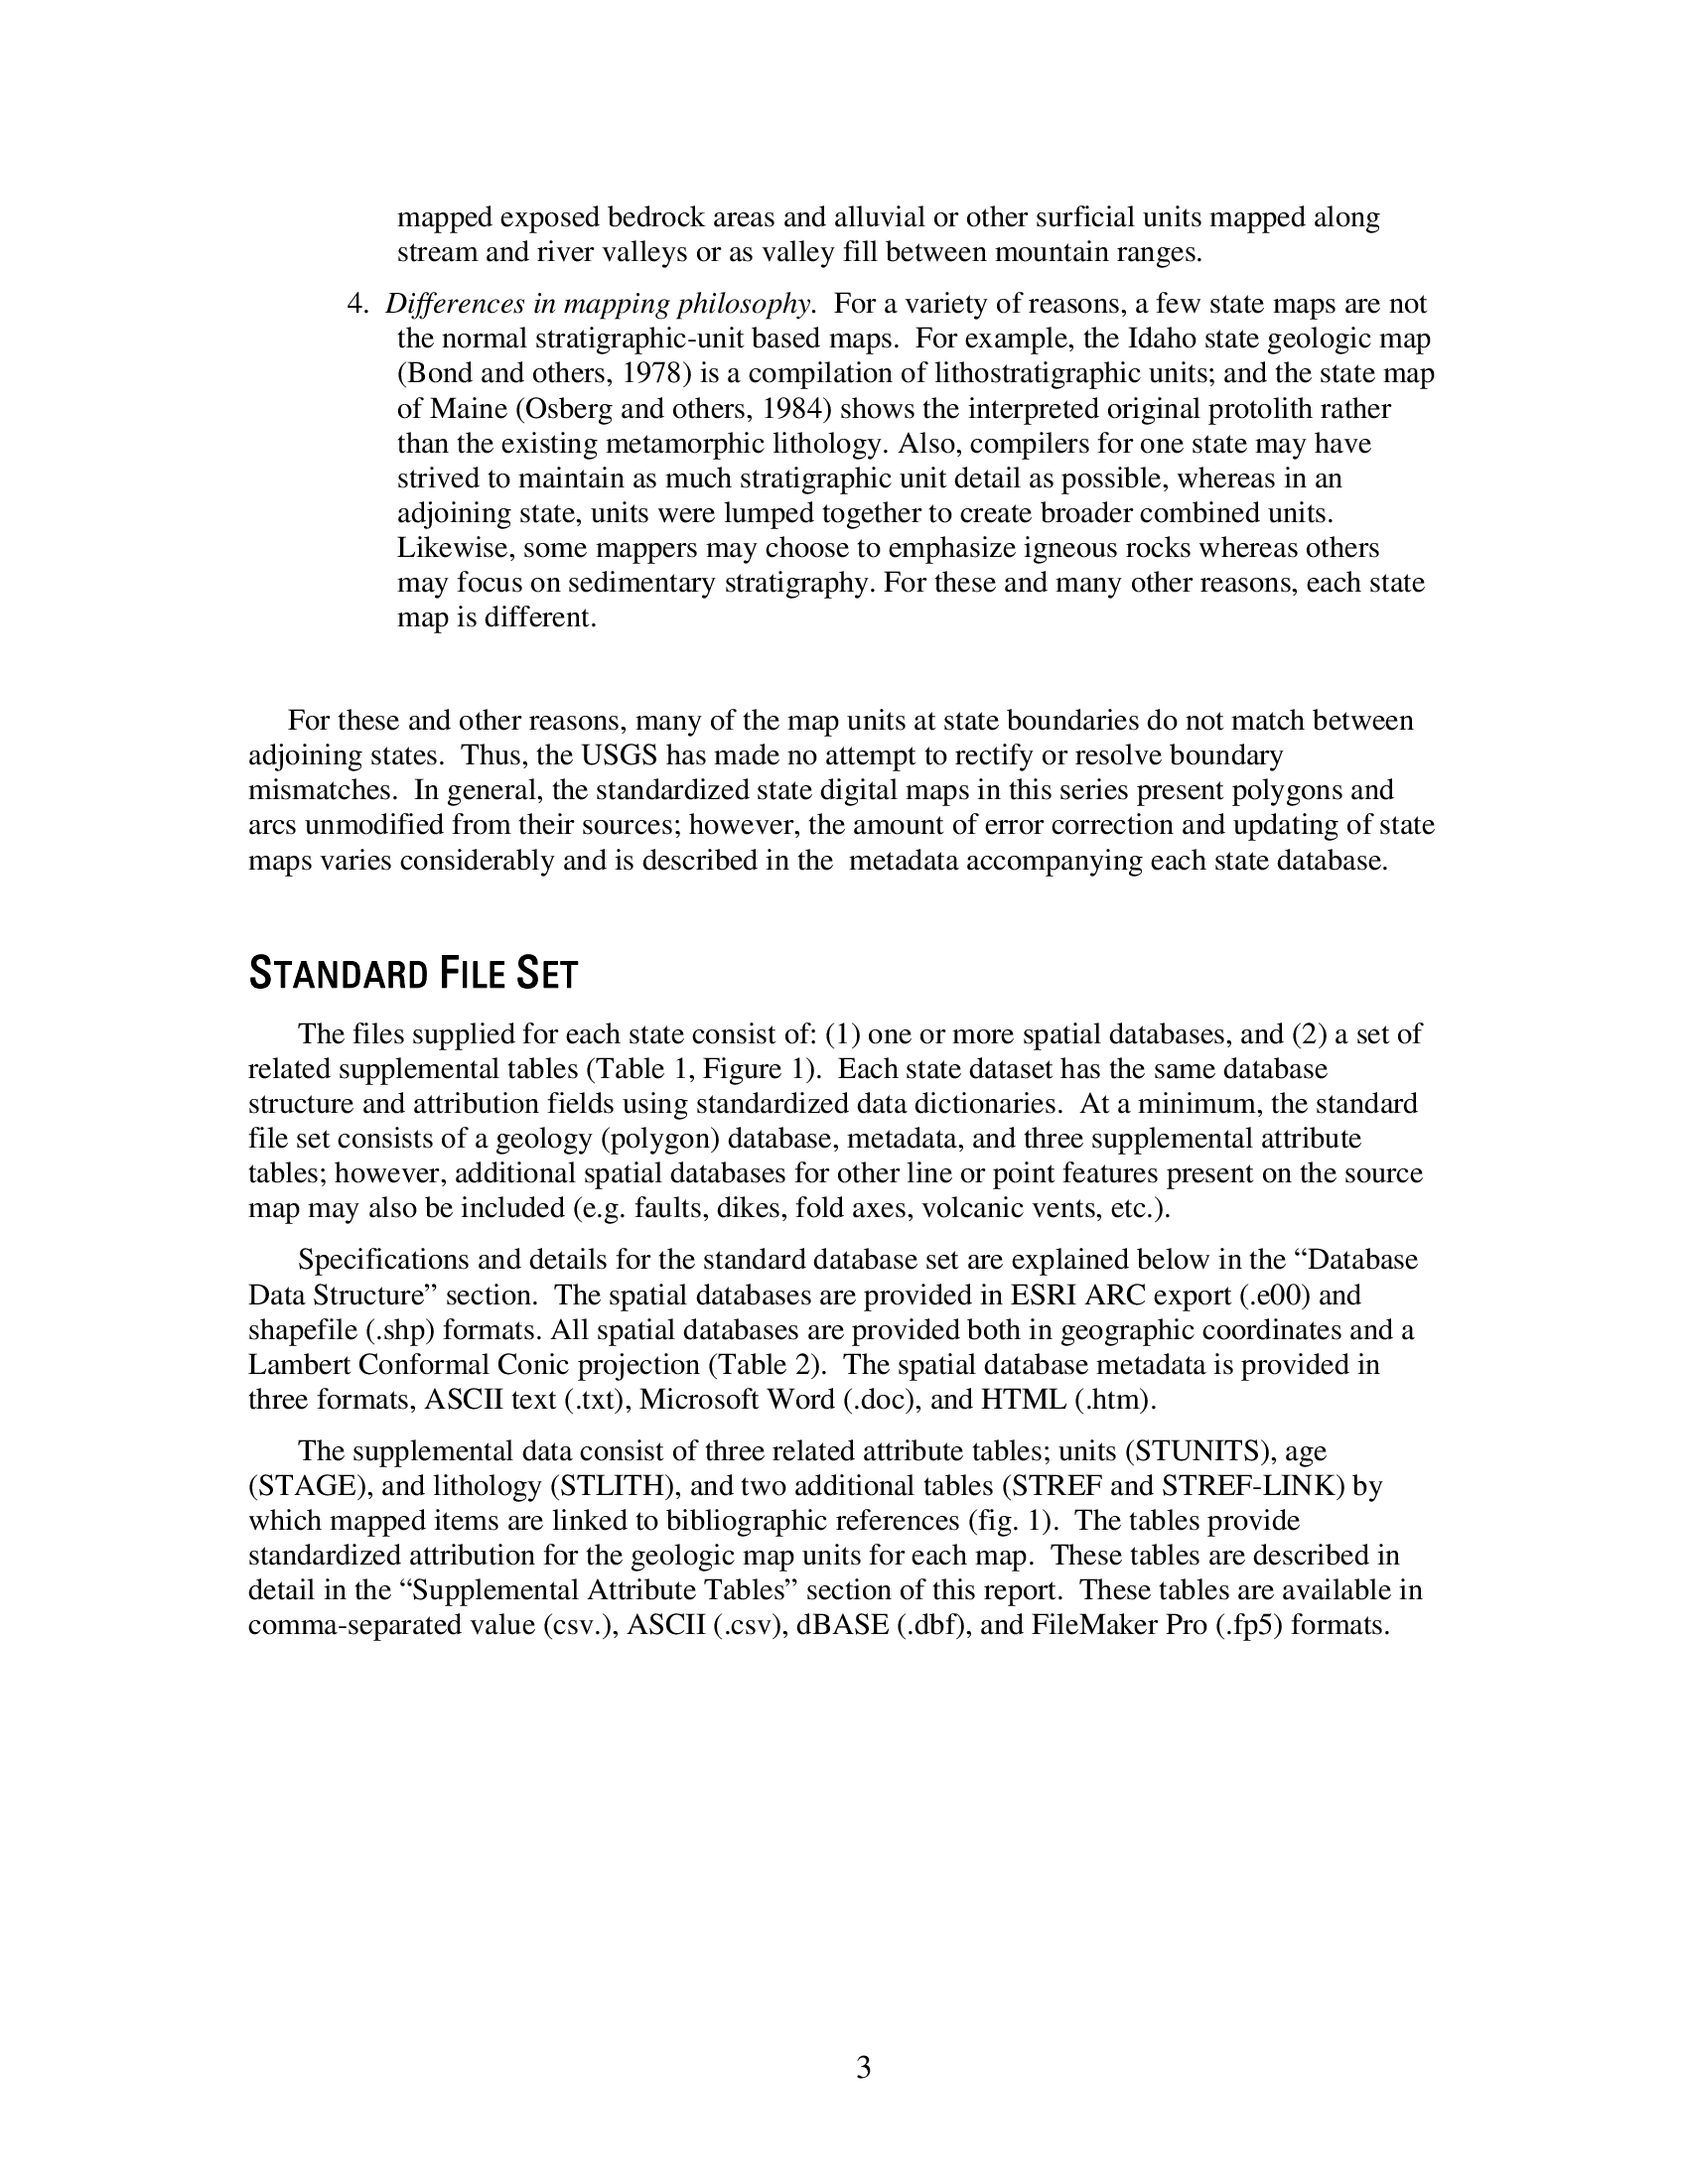 mapped exposed bedrock areas and alluvial or other surficial units mapped along
stream and river valleys or as valley fill between mountain ranges.
4. Differences in mapping philosophy. For a variety of reasons, a few state maps are not
the normal stratigraphic-unit based maps. For example, the Idaho state geologic map
(Bond and others, 1978) is a compilation of lithostratigraphic units; and the state map
of Maine (Osberg and others, 1984) shows the interpreted original protolith rather
than the existing metamorphic lithology. Also, compilers for one state may have
strived to maintain as much stratigraphic unit detail as possible, whereas in an
adjoining state, units were lumped together to create broader combined units.
Likewise, some mappers may choose to emphasize igneous rocks whereas others
may focus on sedimentary stratigraphy. For these and many other reasons, each state
map is different.
For these and other reasons, many of the map units at state boundaries do not match between
adjoining states. Thus, the USGS has made no attempt to rectify or resolve boundary
mismatches. In general, the standardized state digital maps in this series present polygons and
arcs unmodified from their sources; however, the amount of error correction and updating of state
maps varies considerably and is described in the metadata accompanying each state database.
STANDARD FILE SET
The files supplied for each state consist of: (1) one or more spatial databases, and (2) a set of
related supplemental tables (Table 1, Figure 1). Each state dataset has the same database
structure and attribution fields using standardized data dictionaries. At a minimum, the standard
file set consists of a geology (polygon) database, metadata, and three supplemental attribute
tables; however, additional spatial databases for other line or point features present on the source
map may also be included (e.g. faults, dikes, fold axes, volcanic vents, etc.).
Specifications and details for the standard database set are explained below in the “Database
Data Structure” section. The spatial databases are provided in ESRI ARC export (.e00) and
shapefile (.shp) formats. All spatial databases are provided both in geographic coordinates and a
Lambert Conformal Conic projection (Table 2). The spatial database metadata is provided in
three formats, ASCII text (.txt), Microsoft Word (.doc), and HTML (.htm).
The supplemental data consist of three related attribute tables; units (STUNITS), age
(STAGE), and lithology (STLITH), and two additional tables (STREF and STREF-LINK) by
which mapped items are linked to bibliographic references (fig. 1). The tables provide
standardized attribution for the geologic map units for each map. These tables are described in
detail in the “Supplemental Attribute Tables” section of this report. These tables are available in
comma-separated value (csv.), ASCII (.csv), dBASE (.dbf), and FileMaker Pro (.fp5) formats.
3